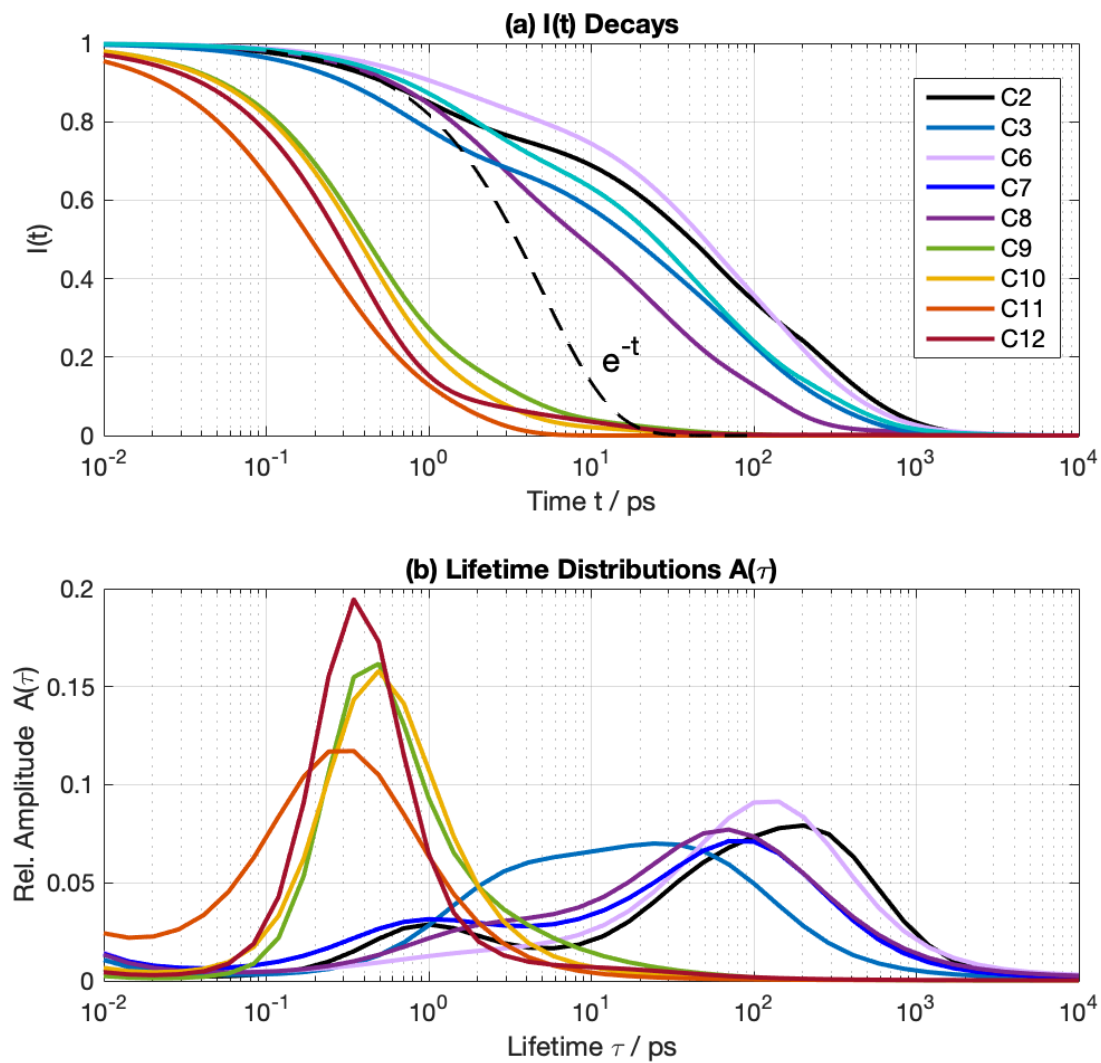 (a) I(t) Decays
1
0.8
0.6
0.4
0.2
0
I(t)
C2
C3
C6
C7
C8
C9
C10
C11
C12
e⁻ᵗ
10⁻² 10⁻¹ 10⁰ 10¹ 10² 10³ 10⁴
Time t / ps
(b) Lifetime Distributions A(τ)
0.2
0.15
0.1
0.05
0
Rel. Amplitude A(τ)
10⁻² 10⁻¹ 10⁰ 10¹ 10² 10³ 10⁴
Lifetime τ / ps